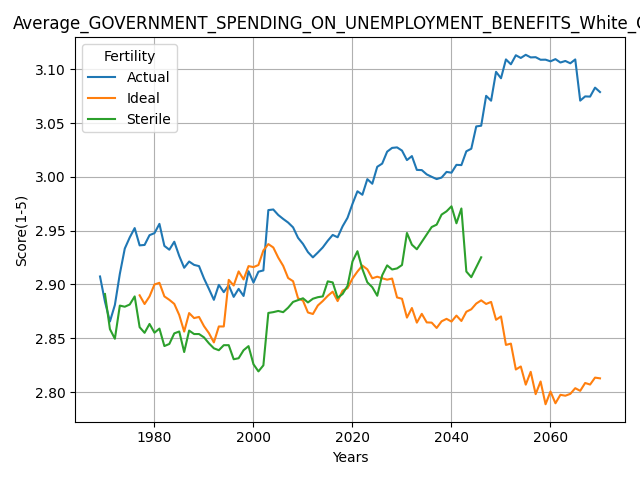 Average_GOVERNMENT_SPENDING_ON_UNEMPLOYMENT_BENEFITS_White_
Fertility
Actual
Ideal
Sterile
Score(1-5)
3.10
3.05
3.00
2.95
2.90
2.85
2.80
1980 2000 2020 2040 2060
Years